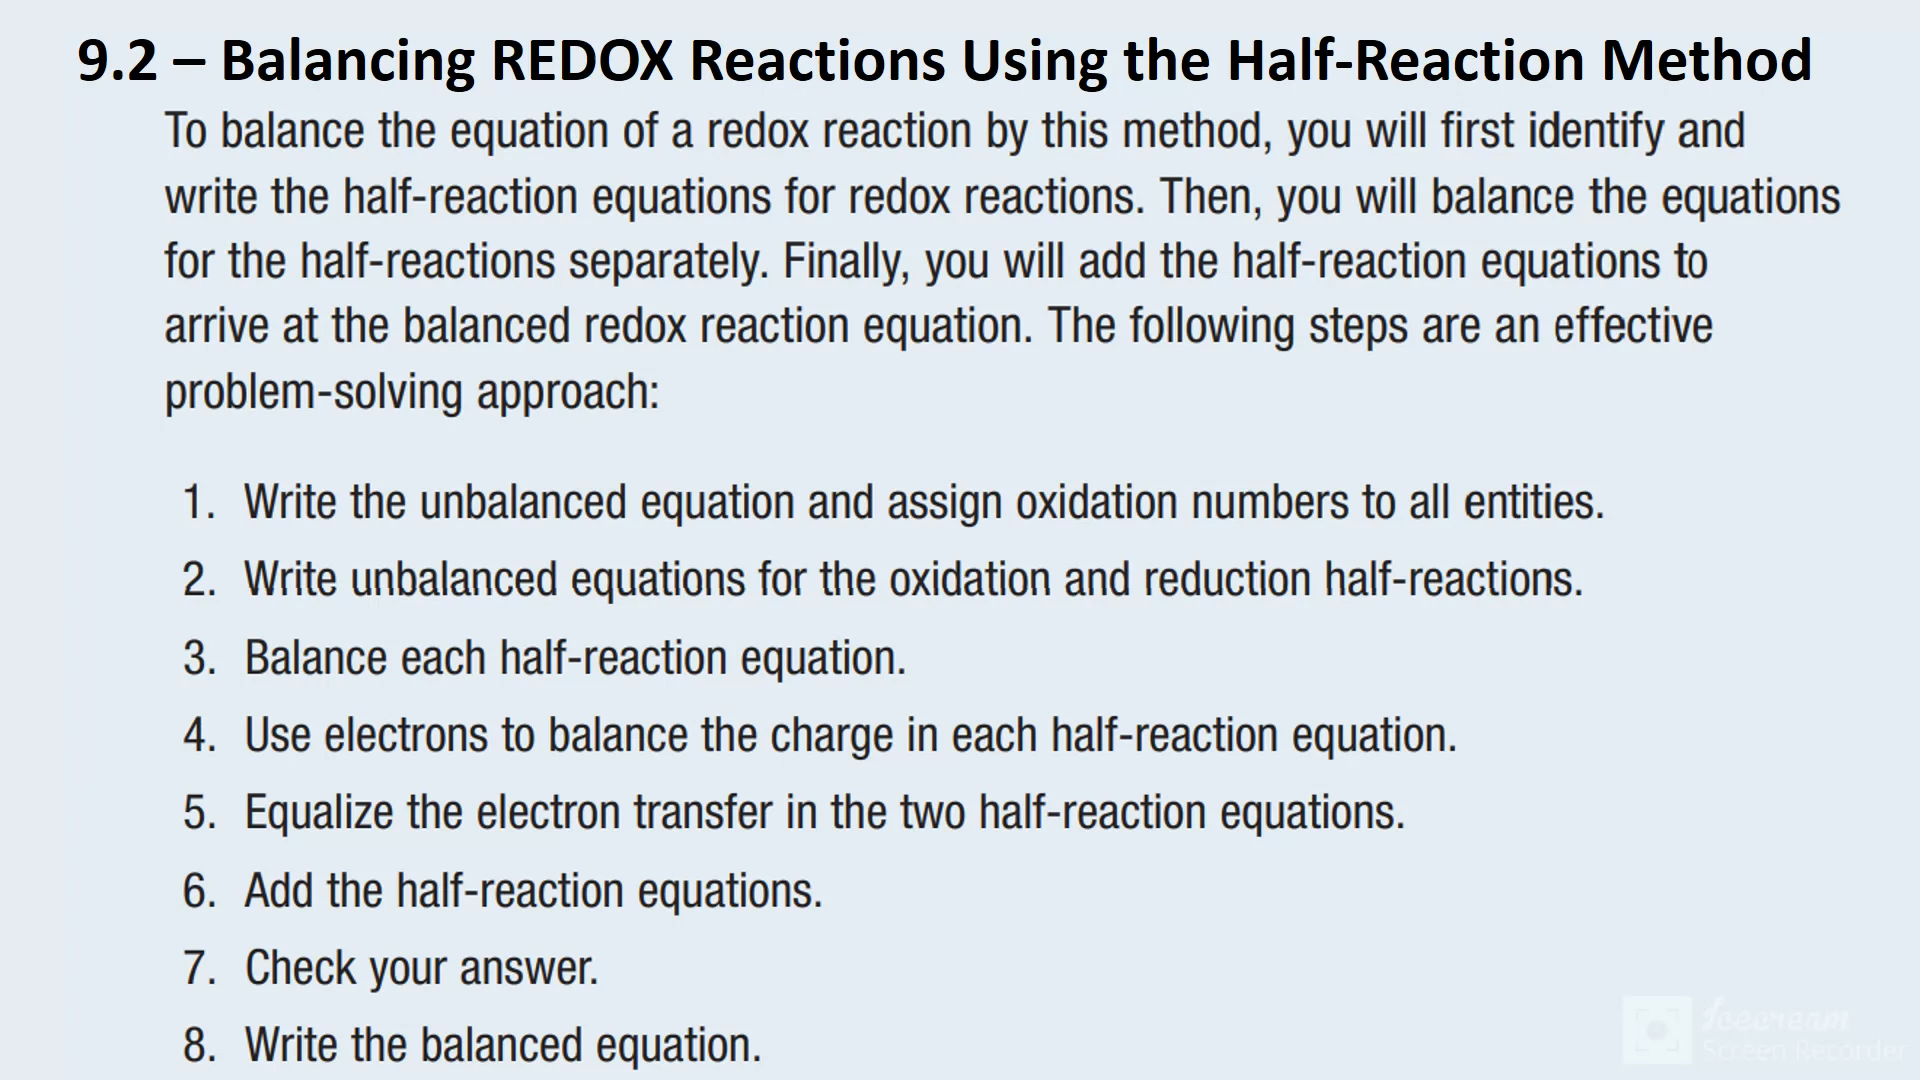 9.2 – Balancing REDOX Reactions Using the Half-Reaction Method
To balance the equation of a redox reaction by this method, you will first identify and
write the half-reaction equations for redox reactions. Then, you will balance the equations
for the half-reactions separately. Finally, you will add the half-reaction equations to
arrive at the balanced redox reaction equation. The following steps are an effective
problem-solving approach:
1. Write the unbalanced equation and assign oxidation numbers to all entities.
2. Write unbalanced equations for the oxidation and reduction half-reactions.
3. Balance each half-reaction equation.
4. Use electrons to balance the charge in each half-reaction equation.
5. Equalize the electron transfer in the two half-reaction equations.
6. Add the half-reaction equations.
7. Check your answer.
8. Write the balanced equation.
Icecream
Screen Recorder